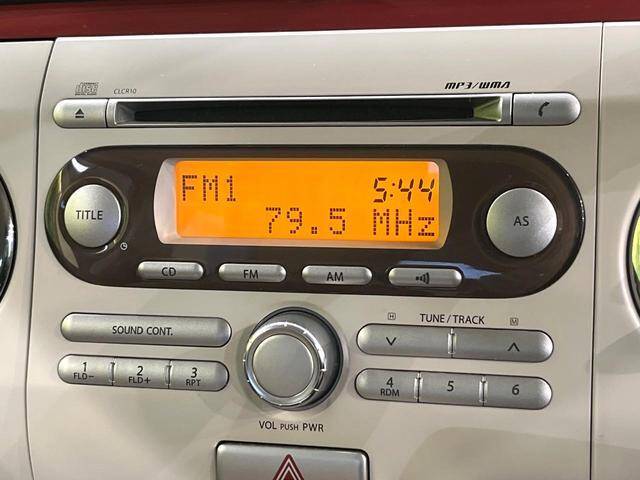 CLCR10
MP3/WMA
TITLE
FM1 5:44
79.5 MHz
AS
CD FM AM
SOUND CONT.
H TUNE / TRACK M
1 2 3
FLD− FLD+ RPT
4 5 6
RDM
VOL PUSH PWR